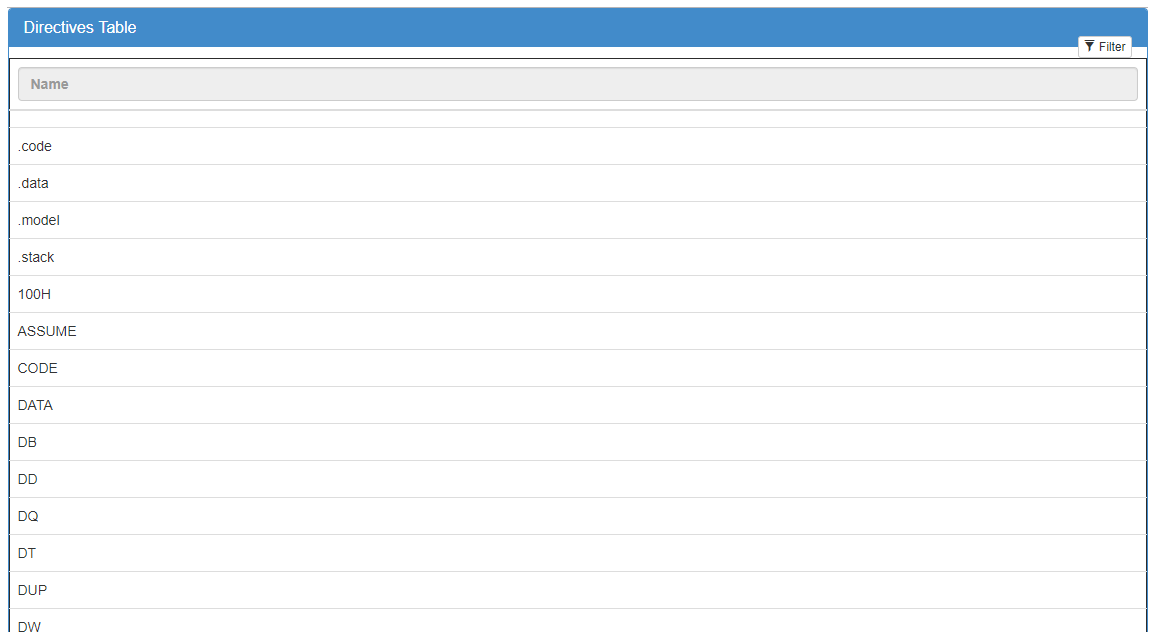 Directives Table
Filter
Name
.code
.data
.model
.stack
100H
ASSUME
CODE
DATA
DB
DD
DQ
DT
DUP
DW